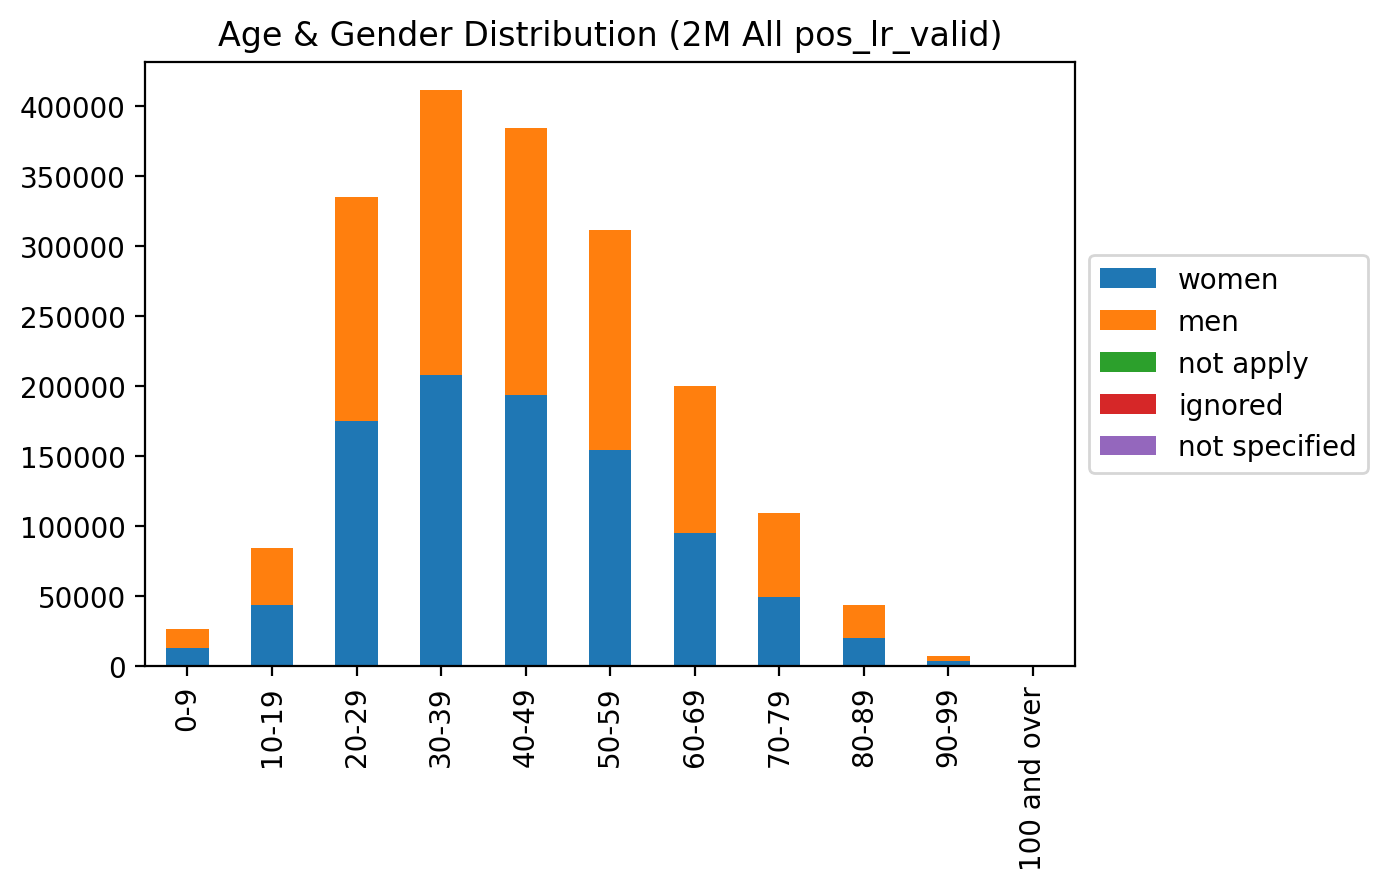 Age & Gender Distribution (2M All pos_lr_valid)
400000
350000
300000
250000
200000
150000
100000
50000
0
0-9
10-19
20-29
30-39
40-49
50-59
60-69
70-79
80-89
90-99
100 and over
women
men
not apply
ignored
not specified